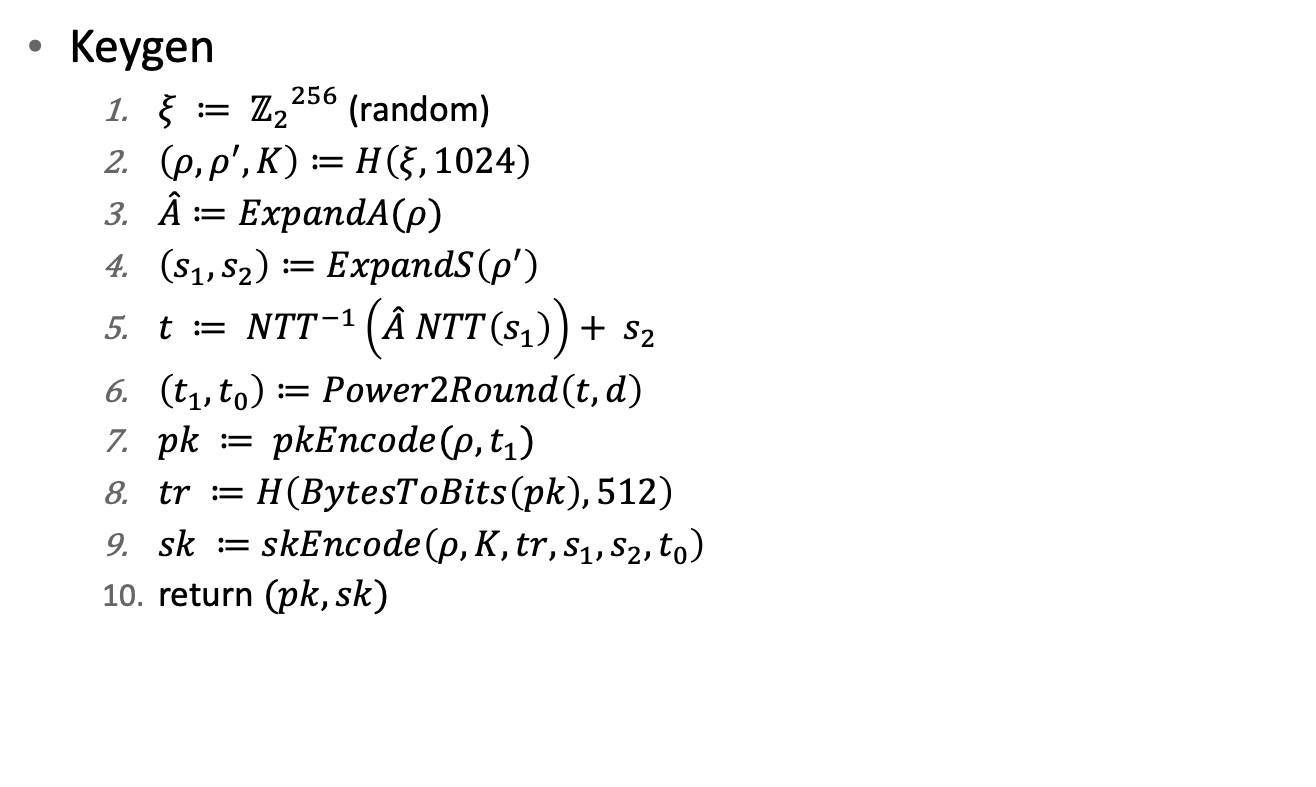 • Keygen
1. ξ ≔ ℤ₂²⁵⁶ (random)
2. (ρ, ρ′, K) ≔ H(ξ, 1024)
3. Â ≔ ExpandA(ρ)
4. (s₁, s₂) ≔ ExpandS(ρ′)
5. t ≔ NTT⁻¹(Â NTT(s₁)) + s₂
6. (t₁, t₀) ≔ Power2Round(t, d)
7. pk ≔ pkEncode(ρ, t₁)
8. tr ≔ H(BytesToBits(pk), 512)
9. sk ≔ skEncode(ρ, K, tr, s₁, s₂, t₀)
10. return (pk, sk)